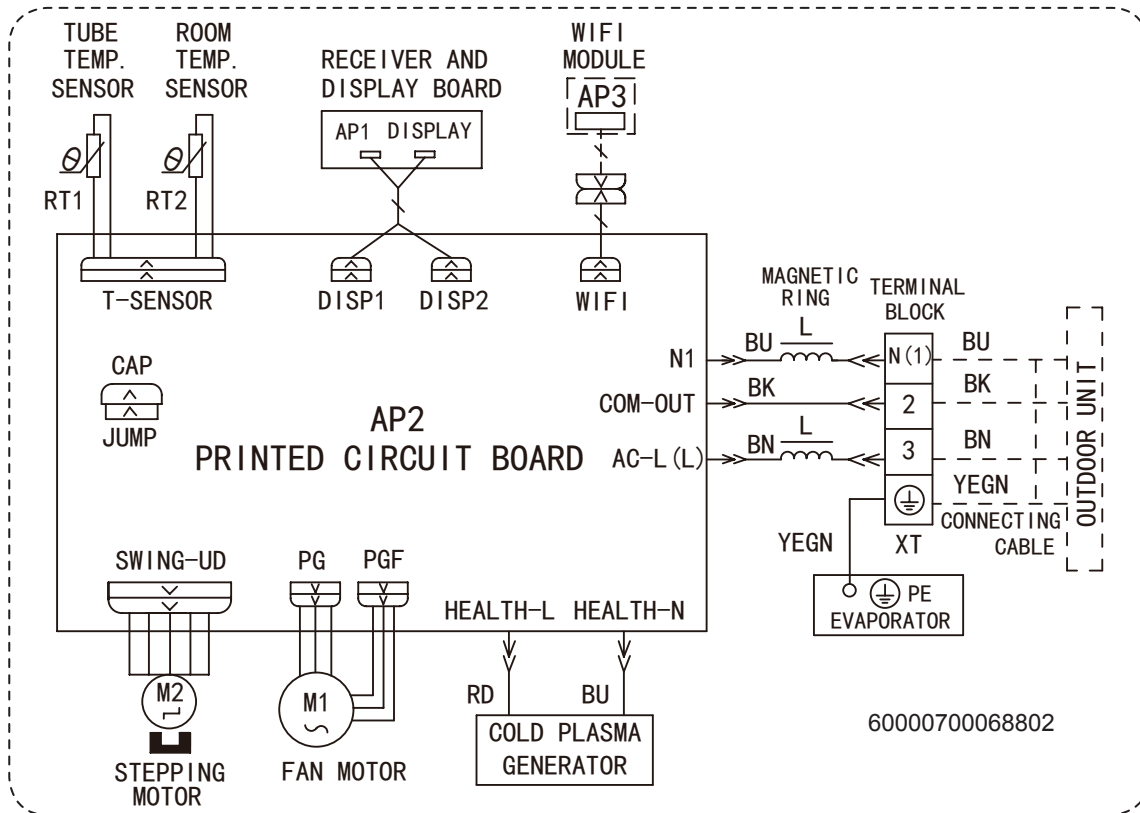 TUBE
TEMP.
SENSOR
ROOM
TEMP.
SENSOR
RECEIVER AND
DISPLAY BOARD
WIFI
MODULE
AP3
AP1 DISPLAY
RT1
RT2
T-SENSOR
DISP1
DISP2
WIFI
MAGNETIC
RING
TERMINAL
BLOCK
CAP
JUMP
AP2
PRINTED CIRCUIT BOARD
N1
BU
L
N(1)
BU
COM-OUT
BK
2
BK
AC-L(L)
BN
L
3
BN
YEGN
OUTDOOR UNIT
YEGN
XT
CONNECTING
CABLE
PE
EVAPORATOR
SWING-UD
PG
PGF
HEALTH-L
HEALTH-N
M2
M1
RD
BU
STEPPING
MOTOR
FAN MOTOR
COLD PLASMA
GENERATOR
60000700068802